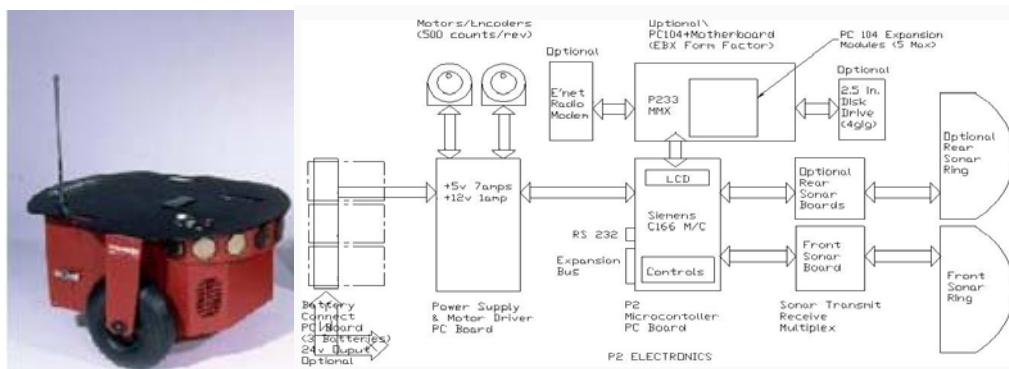 Motors/Encoders
(500 counts/rev)
Optional\
PC104+Motherboard
(EBX Form Factor)
PC 104 Expansion
Modules (5 Max)
Optional
E'net
Radio
Modem
P233
MMX
Optional
2.5 in.
Disk
Drive
(4gig)
Optional
Rear
Sonar
Ring
+5v 7amps
+12v 1amp
LCD
Siemens
C166 M/C
Controls
RS 232
Expansion
Bus
Optional
Rear
Sonar
Boards
Front
Sonar
Board
Front
Sonar
Ring
Battery
Connect
PC Board
(3 Batteries)
24v Ouput
Optional
Power Supply
& Motor Driver
PC Board
P2
Microcontoller
PC Board
Sonar Transmit
Receive
Multiplex
P2 ELECTRONICS